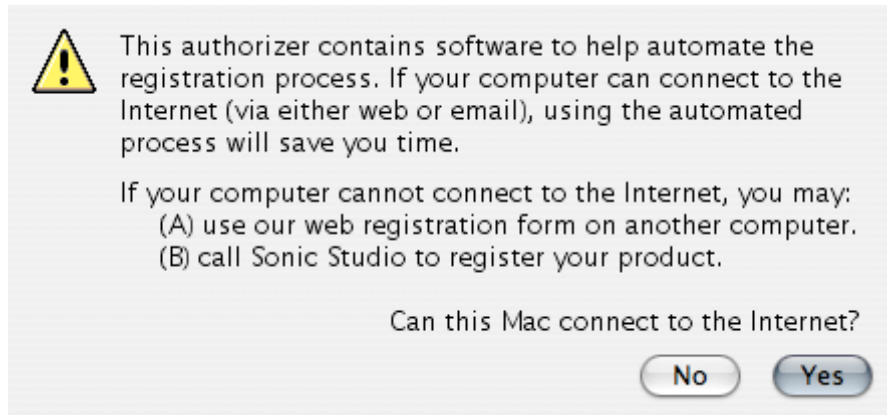 This authorizer contains software to help automate the
registration process. If your computer can connect to the
Internet (via either web or email), using the automated
process will save you time.
If your computer cannot connect to the Internet, you may:
(A) use our web registration form on another computer.
(B) call Sonic Studio to register your product.
Can this Mac connect to the Internet?
No Yes